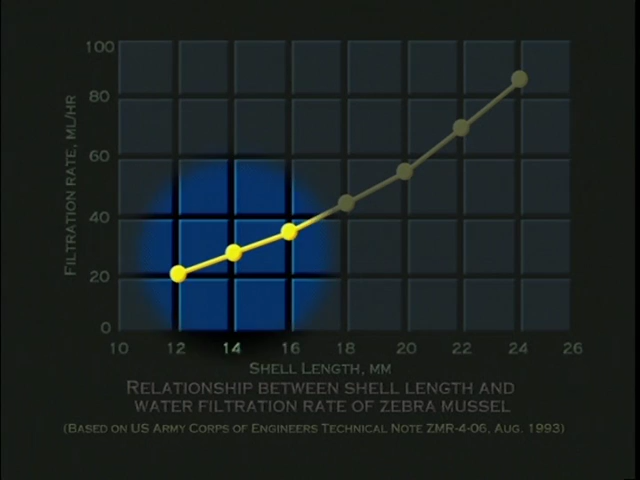 100
80
60
40
20
0
FILTRATION RATE, ML/HR
10 12 14 16 18 20 22 24 26
SHELL LENGTH, MM
RELATIONSHIP BETWEEN SHELL LENGTH AND
WATER FILTRATION RATE OF ZEBRA MUSSEL
(BASED ON US ARMY CORPS OF ENGINEERS TECHNICAL NOTE ZMR-4-06, AUG. 1993)